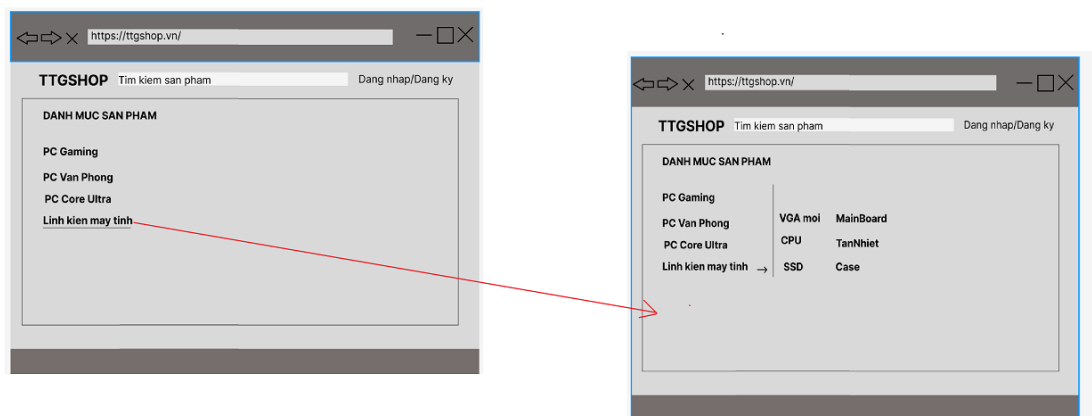 https://ttgshop.vn/
TTGSHOP Tim kiem san pham Dang nhap/Dang ky
DANH MUC SAN PHAM
PC Gaming
PC Van Phong
PC Core Ultra
Linh kien may tinh
https://ttgshop.vn/
TTGSHOP Tim kiem san pham Dang nhap/Dang ky
DANH MUC SAN PHAM
PC Gaming
PC Van Phong
PC Core Ultra
Linh kien may tinh →
VGA moi MainBoard
CPU TanNhiet
SSD Case